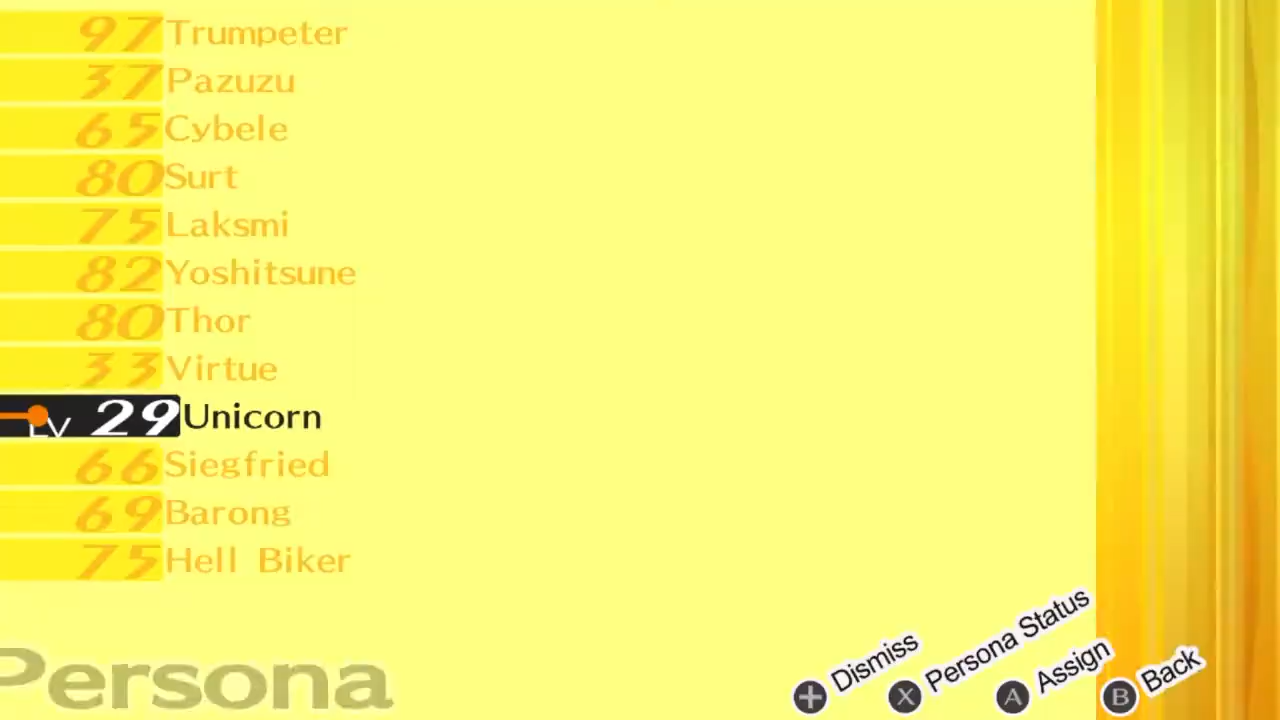 97 Trumpeter
37 Pazuzu
65 Cybele
80 Surt
75 Laksmi
82 Yoshitsune
80 Thor
33 Virtue
LV 29 Unicorn
66 Siegfried
69 Barong
75 Hell Biker
Persona
+ Dismiss X Persona Status A Assign B Back